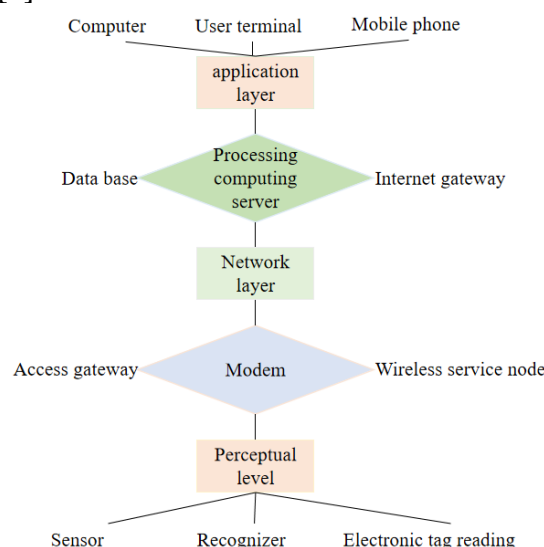 Computer
User terminal
Mobile phone
application
layer
Processing
computing
server
Data base
Internet gateway
Network
layer
Access gateway
Modem
Wireless service node
Perceptual
level
Sensor
Recognizer
Electronic tag reading